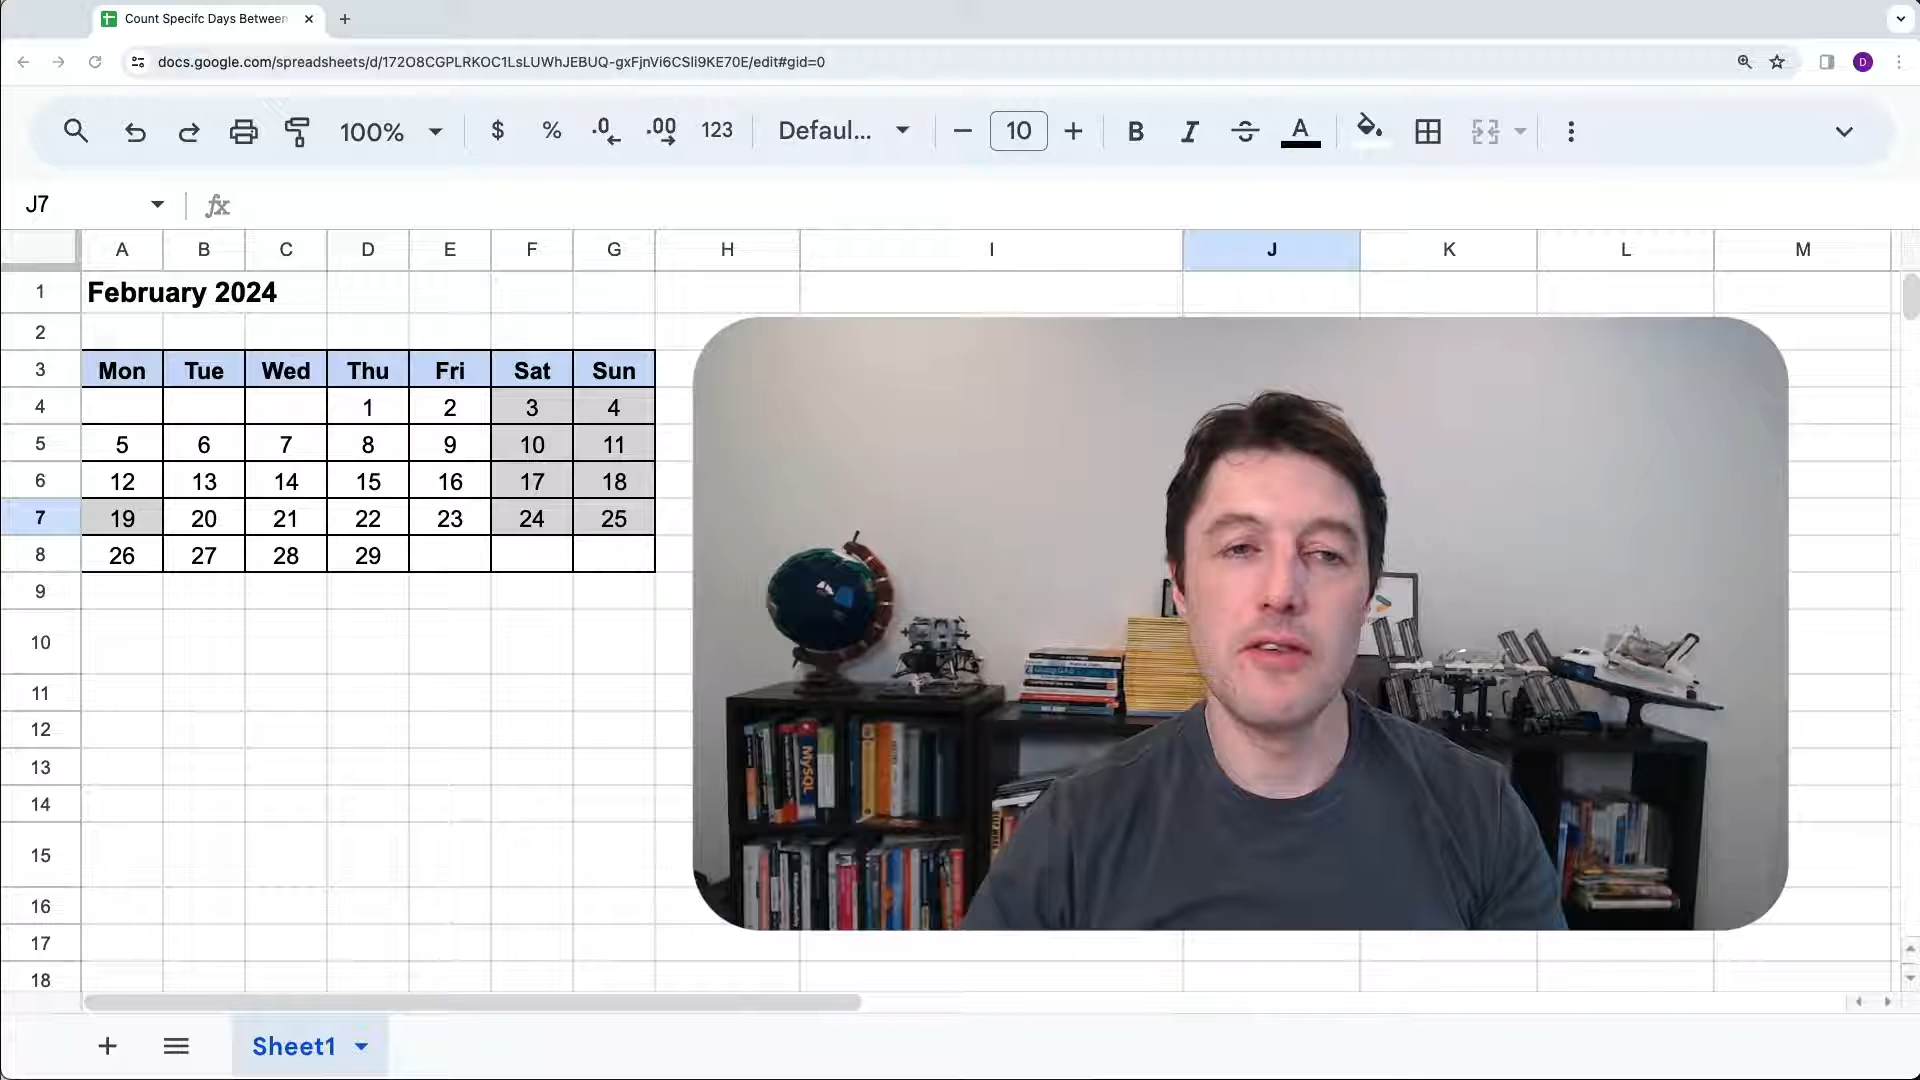 Count Specifc Days Between
docs.google.com/spreadsheets/d/172O8CGPLRKOC1LsLUWhJEBUQ-gxFjnVi6CSli9KE70E/edit#gid=0
D
100% $ % .0 .00 123 Defaul... 10 B I A
J7 fx
A B C D E F G H I J K L M
1 February 2024
2
3 Mon Tue Wed Thu Fri Sat Sun
4 1 2 3 4
5 5 6 7 8 9 10 11
6 12 13 14 15 16 17 18
7 19 20 21 22 23 24 25
8 26 27 28 29
9
10
11
12
13
14
15
16
17
18
MySQL
Sheet1